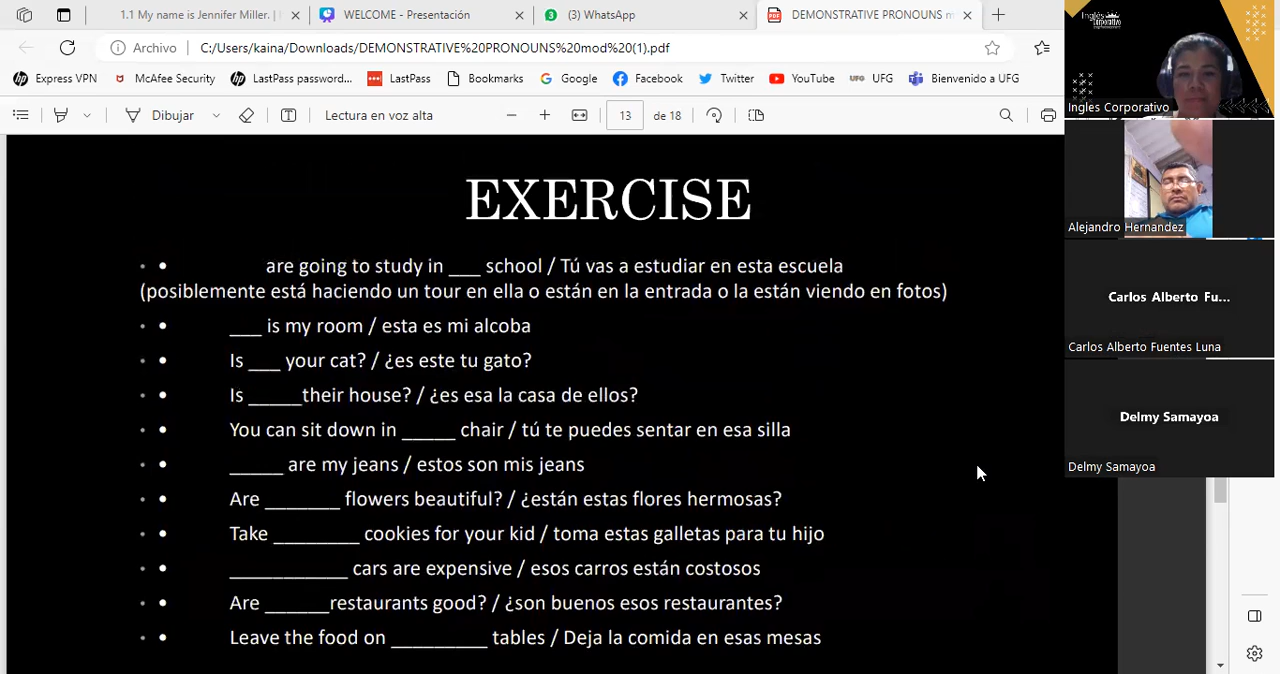 1.1 My name is Jennifer Miller. |
WELCOME - Presentación
(3) WhatsApp
DEMONSTRATIVE PRONOUNS m
Archivo
C:/Users/kaina/Downloads/DEMONSTRATIVE%20PRONOUNS%20mod%20(1).pdf
Express VPN
McAfee Security
LastPass password...
LastPass
Bookmarks
Google
Facebook
Twitter
YouTube
UFG
UFG
Bienvenido a UFG
Dibujar
Lectura en voz alta
13
de 18
EXERCISE
are going to study in ___ school / Tú vas a estudiar en esta escuela
(posiblemente está haciendo un tour en ella o están en la entrada o la están viendo en fotos)
___ is my room / esta es mi alcoba
Is ___ your cat? / ¿es este tu gato?
Is _____their house? / ¿es esa la casa de ellos?
You can sit down in _____ chair / tú te puedes sentar en esa silla
_____ are my jeans / estos son mis jeans
Are _______ flowers beautiful? / ¿están estas flores hermosas?
Take ________ cookies for your kid / toma estas galletas para tu hijo
___________ cars are expensive / esos carros están costosos
Are ______restaurants good? / ¿son buenos esos restaurantes?
Leave the food on _________ tables / Deja la comida en esas mesas
Inglés
Corporativo
Ingles Corporativo
Alejandro Hernandez
Carlos Alberto Fu...
Carlos Alberto Fuentes Luna
Delmy Samayoa
Delmy Samayoa